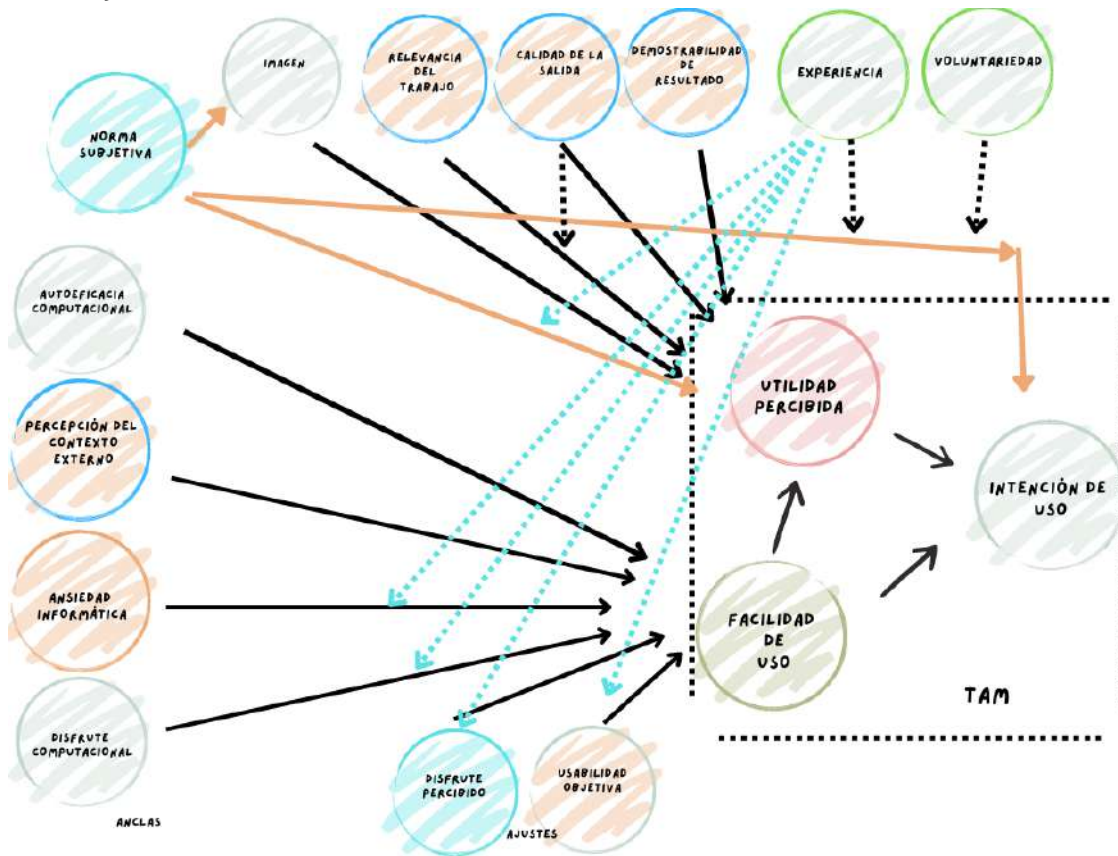 IMAGEN
RELEVANCIA
DEL
TRABAJO
CALIDAD DE LA
SALIDA
DEMOSTRABILIDAD
DE
RESULTADO
EXPERIENCIA
VOLUNTARIEDAD
NORMA
SUBJETIVA
AUTOEFICACIA
COMPUTACIONAL
UTILIDAD
PERCIBIDA
PERCEPCIÓN DEL
CONTEXTO
EXTERNO
INTENCIÓN DE
USO
ANSIEDAD
INFORMÁTICA
FACILIDAD
DE
USO
TAM
DISFRUTE
COMPUTACIONAL
DISFRUTE
PERCIBIDO
USABILIDAD
OBJETIVA
ANCLAS
AJUSTES